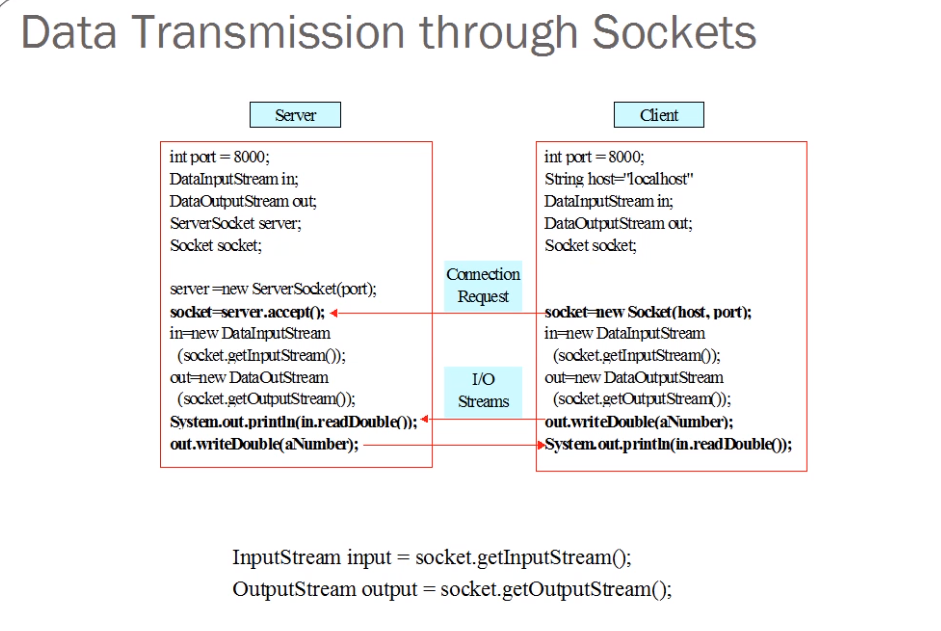 Data Transmission through Sockets
Server
int port = 8000;
DataInputStream in;
DataOutputStream out;
ServerSocket server;
Socket socket;
server =new ServerSocket(port);
socket=server.accept();
in=new DataInputStream
(socket.getInputStream());
out=new DataOutStream
(socket.getOutputStream());
System.out.println(in.readDouble());
out.writeDouble(aNumber);
Connection
Request
I/O
Streams
Client
int port = 8000;
String host="localhost"
DataInputStream in;
DataOutputStream out;
Socket socket;
socket=new Socket(host, port);
in=new DataInputStream
(socket.getInputStream());
out=new DataOutputStream
(socket.getOutputStream());
out.writeDouble(aNumber);
System.out.println(in.readDouble());
InputStream input = socket.getInputStream();
OutputStream output = socket.getOutputStream();